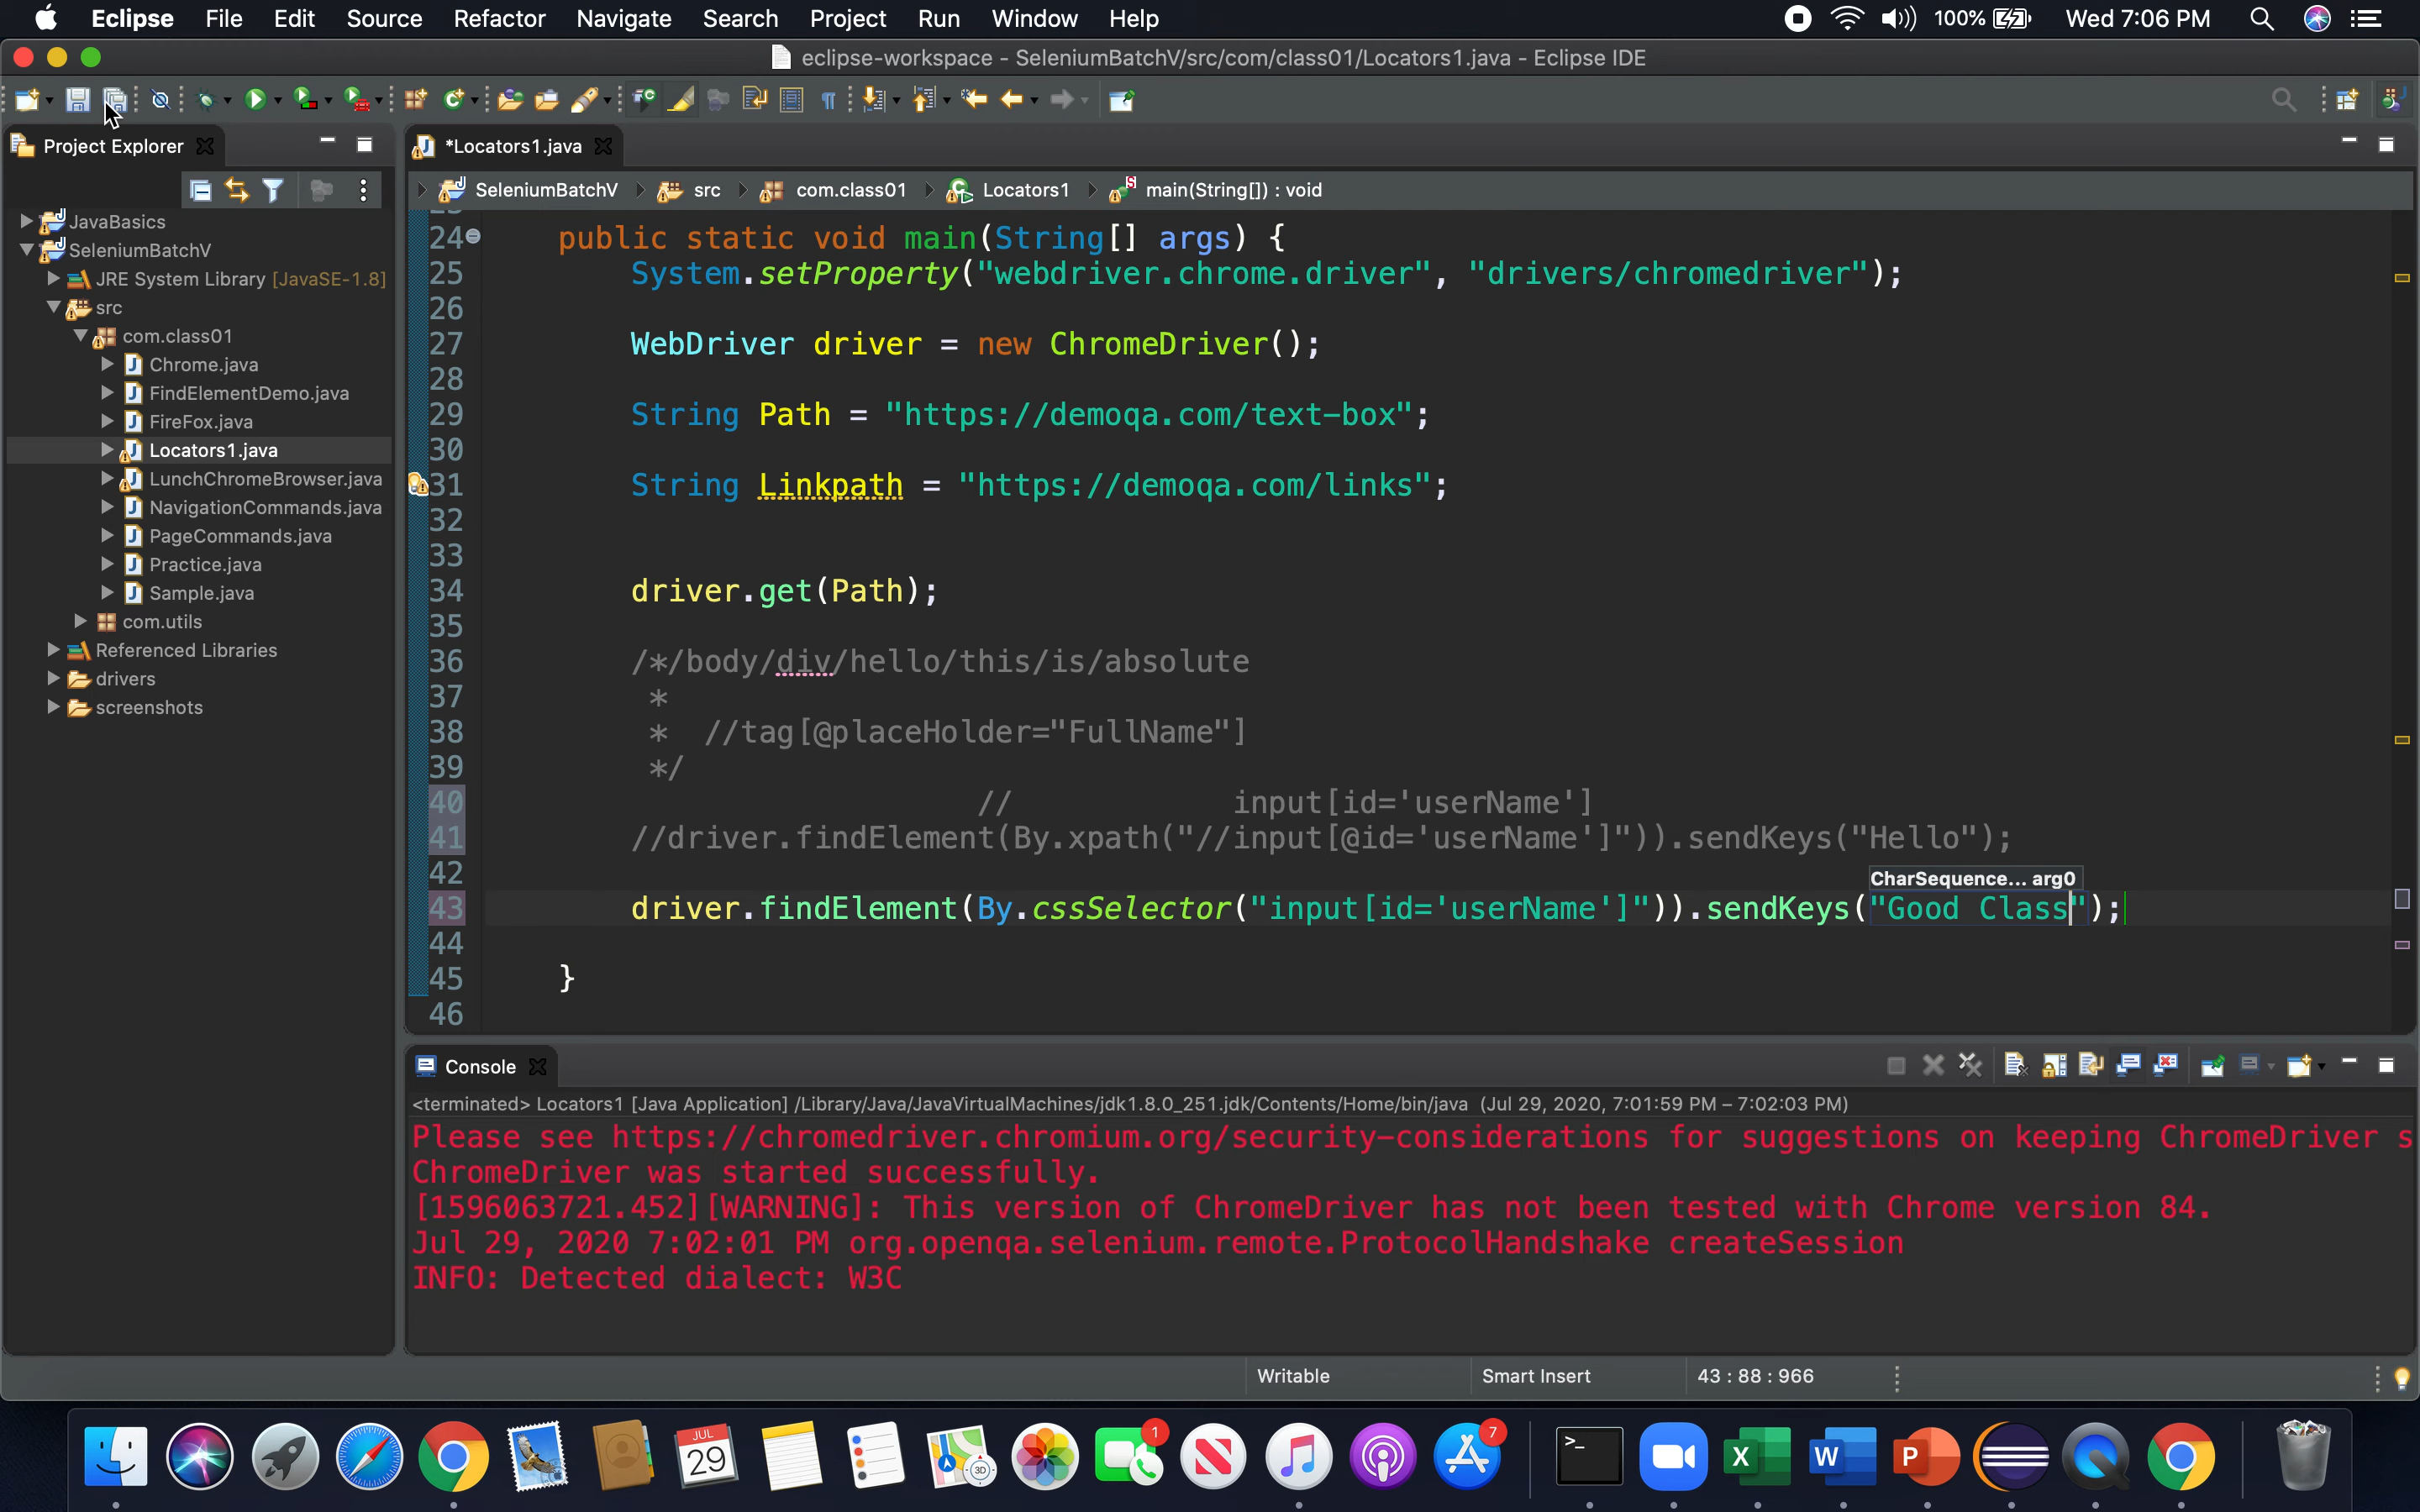 Eclipse File Edit Source Refactor Navigate Search Project Run Window Help 100% Wed 7:06 PM
eclipse-workspace - SeleniumBatchV/src/com/class01/Locators1.java - Eclipse IDE
Project Explorer
JavaBasics
SeleniumBatchV
JRE System Library [JavaSE-1.8]
src
com.class01
Chrome.java
FindElementDemo.java
FireFox.java
Locators1.java
LunchChromeBrowser.java
NavigationCommands.java
PageCommands.java
Practice.java
Sample.java
com.utils
Referenced Libraries
drivers
screenshots
*Locators1.java
SeleniumBatchV src com.class01 Locators1 main(String[]) : void
24 public static void main(String[] args) {
25 System.setProperty("webdriver.chrome.driver", "drivers/chromedriver");
26
27 WebDriver driver = new ChromeDriver();
28
29 String Path = "https://demoqa.com/text-box";
30
31 String Linkpath = "https://demoqa.com/links";
32
33
34 driver.get(Path);
35
36 /*/body/div/hello/this/is/absolute
37 *
38 * //tag[@placeHolder="FullName"]
39 */
40 // input[id='userName']
41 //driver.findElement(By.xpath("//input[@id='userName']")).sendKeys("Hello");
42
CharSequence... arg0
43 driver.findElement(By.cssSelector("input[id='userName']")).sendKeys("Good Class");
44
45 }
46
Console
<terminated> Locators1 [Java Application] /Library/Java/JavaVirtualMachines/jdk1.8.0_251.jdk/Contents/Home/bin/java (Jul 29, 2020, 7:01:59 PM – 7:02:03 PM)
Please see https://chromedriver.chromium.org/security-considerations for suggestions on keeping ChromeDriver s
ChromeDriver was started successfully.
[1596063721.452][WARNING]: This version of ChromeDriver has not been tested with Chrome version 84.
Jul 29, 2020 7:02:01 PM org.openqa.selenium.remote.ProtocolHandshake createSession
INFO: Detected dialect: W3C
Writable Smart Insert 43 : 88 : 966
JUL
29
3D
1
7
>_
X
W
P